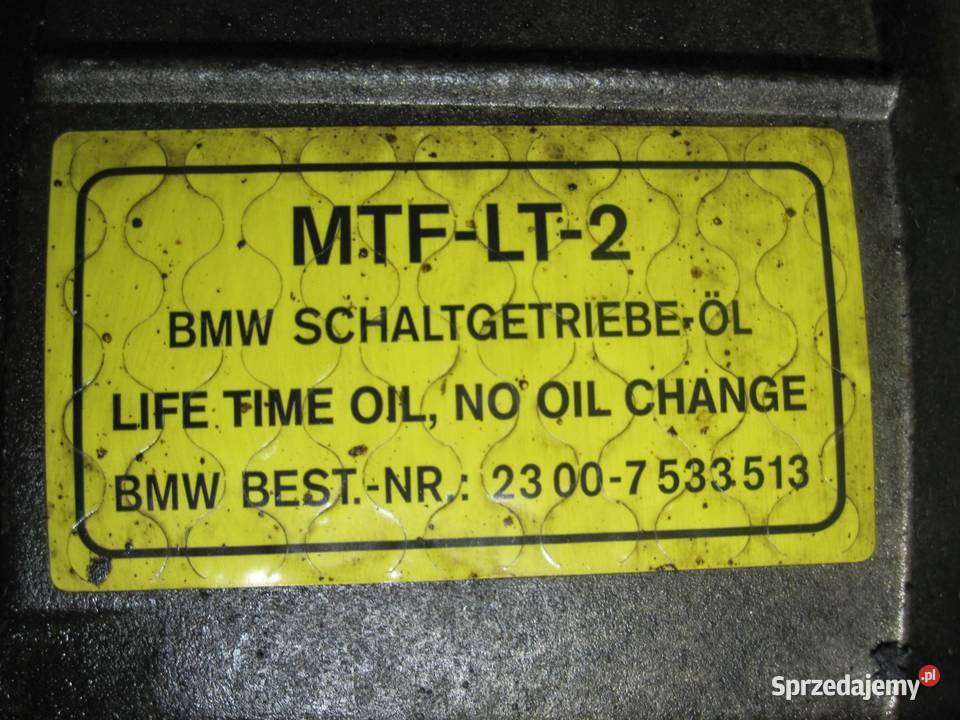 MTF-LT-2
BMW SCHALTGETRIEBE-ÖL
LIFE TIME OIL, NO OIL CHANGE
BMW BEST.-NR.: 23 00-7 533 513
Sprzedajemy.pl